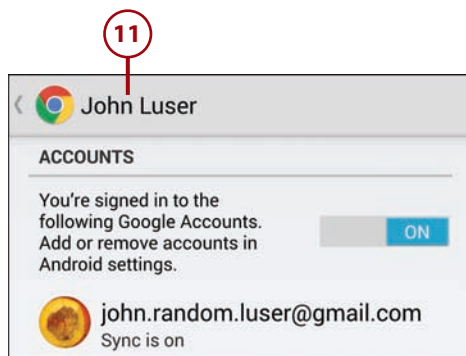 11
John Luser
ACCOUNTS
You're signed in to the
following Google Accounts.
Add or remove accounts in
Android settings.
ON
john.random.luser@gmail.com
Sync is on